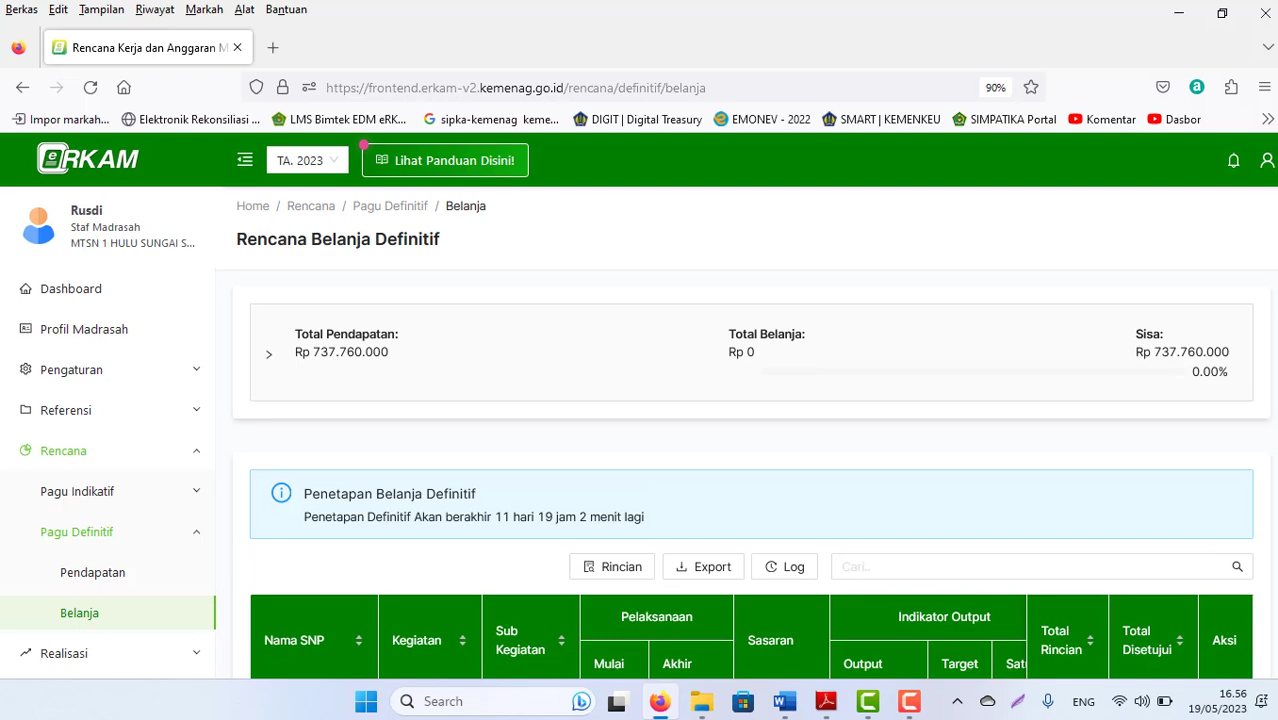 Berkas Edit Tampilan Riwayat Markah Alat Bantuan
Rencana Kerja dan Anggaran M
https://frontend.erkam-v2.kemenag.go.id/rencana/definitif/belanja 90%
Impor markah... Elektronik Rekonsiliasi ... LMS Bimtek EDM eRK... sipka-kemenag keme... DIGIT | Digital Treasury EMONEV - 2022 SMART | KEMENKEU SIMPATIKA Portal Komentar Dasbor
eRKAM TA. 2023 Lihat Panduan Disini!
Rusdi
Staf Madrasah
MTSN 1 HULU SUNGAI S...
Home / Rencana / Pagu Definitif / Belanja
Rencana Belanja Definitif
Dashboard
Profil Madrasah
Pengaturan
Referensi
Rencana
Pagu Indikatif
Pagu Definitif
Pendapatan
Belanja
Realisasi
Total Pendapatan:
Rp 737.760.000
Total Belanja:
Rp 0
Sisa:
Rp 737.760.000
0.00%
Penetapan Belanja Definitif
Penetapan Definitif Akan berakhir 11 hari 19 jam 2 menit lagi
Rincian Export Log Cari..
Nama SNP
Kegiatan
Sub
Kegiatan
Pelaksanaan
Mulai Akhir
Sasaran
Indikator Output
Output Target Satu
Total
Rincian
Total
Disetujui
Aksi
Search
ENG
16.56
19/05/2023